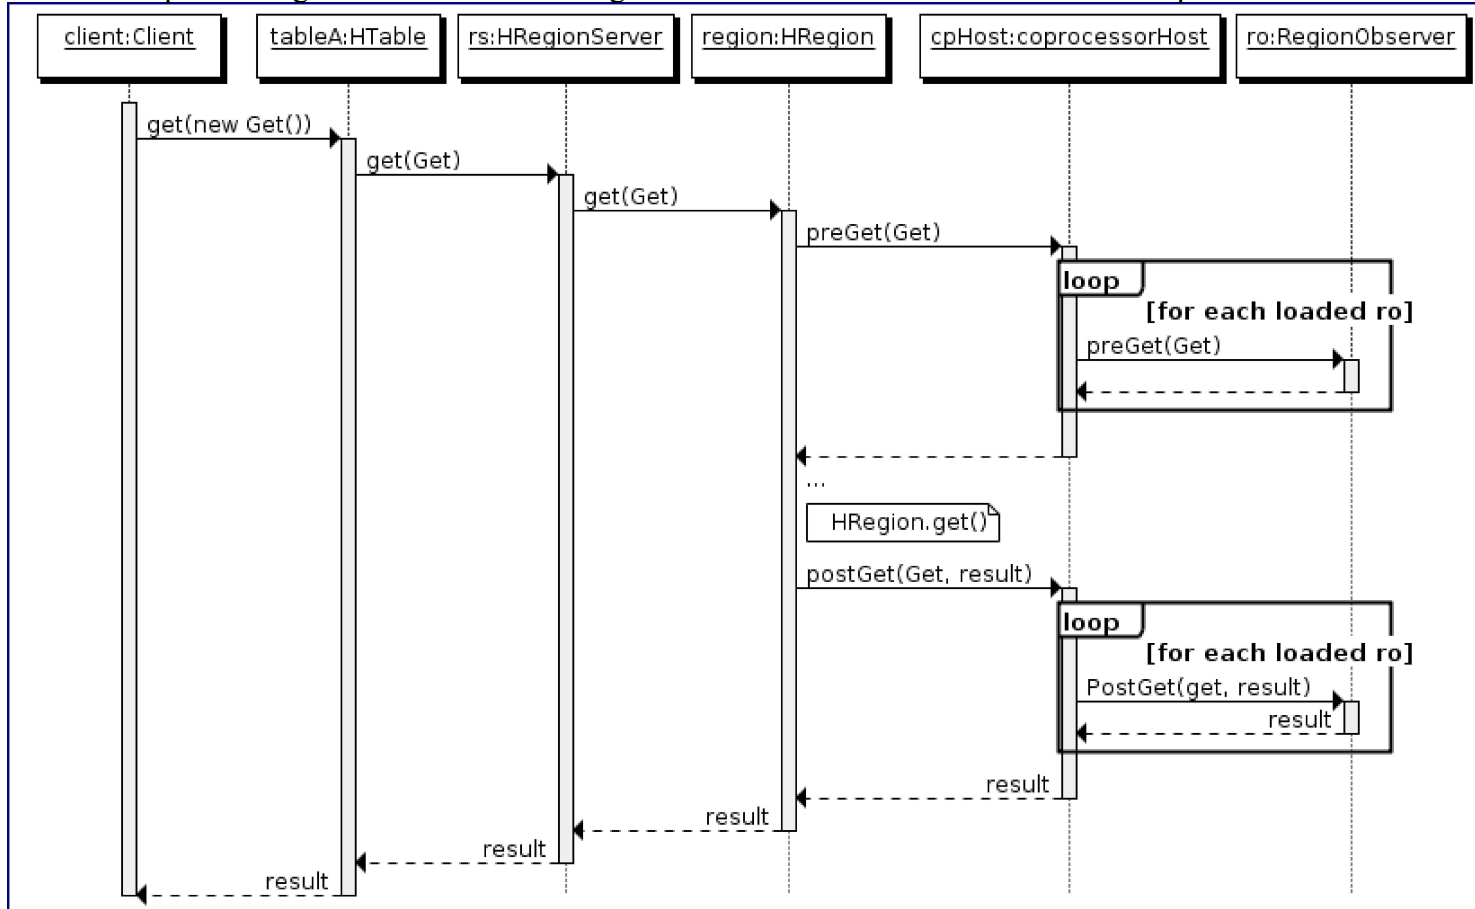 client:Client tableA:HTable rs:HRegionServer region:HRegion cpHost:coprocessorHost ro:RegionObserver
get(new Get())
get(Get)
get(Get)
preGet(Get)
loop
[for each loaded ro]
preGet(Get)
...
HRegion.get()
postGet(Get, result)
loop
[for each loaded ro]
PostGet(get, result)
result
result
result
result
result